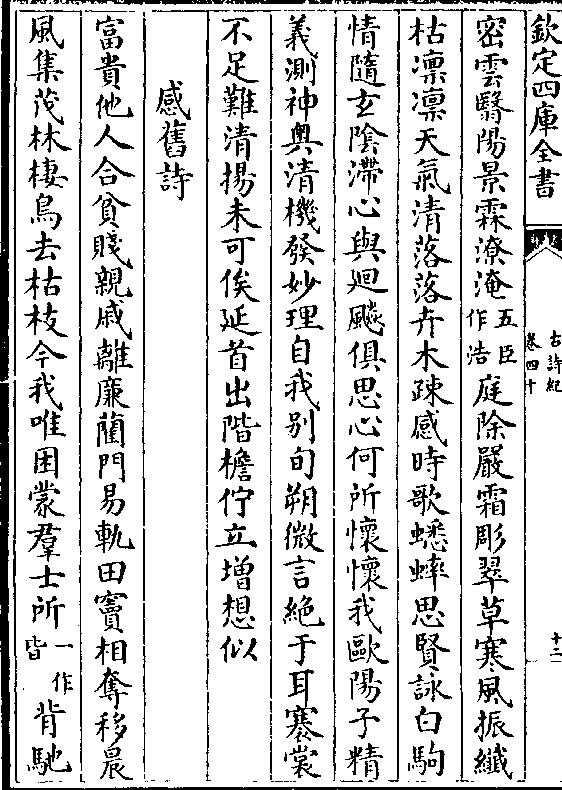 欽定四庫全書
古詩紀
卷四十
十二
密雲翳陽景霖潦淹五臣作浩庭除嚴霜彫翠草寒風振纖
枯凛凛天氣清落落卉木疎感時歌蟋蟀思賢詠白駒
情隨玄陰滯心與迴飇俱思心何所懷懷我歐陽子精
義測神奧清機發妙理自我别句朔微言絶于耳褰裳
不足難清揚未可俟延首出階檐佇立增想似
感舊詩
富貴他人合貧賤親戚離廉藺門易軌田竇相奪移晨
風集茂林棲鳥去枯枝今我唯困蒙羣士所一作皆背馳